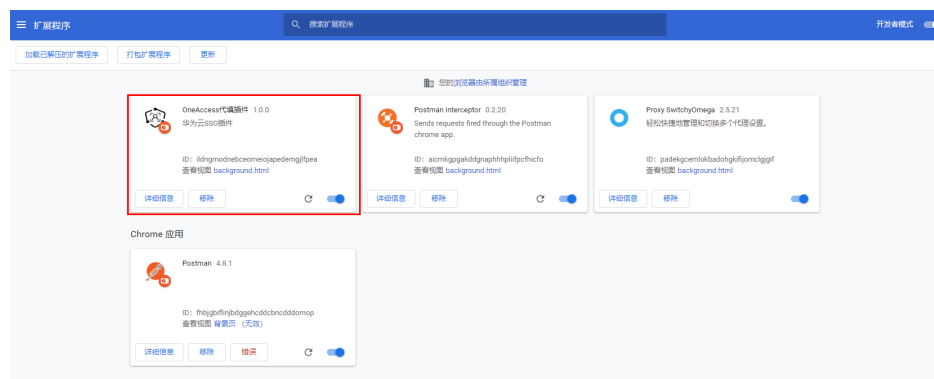 扩展程序
搜索扩展程序
开发者模式
加载已解压的扩展程序
打包扩展程序
更新
您的浏览器由所属组织管理
OneAccess代填插件 1.0.0
华为云SSO插件
ID: ildngmodnebceomeiojapedemgjlfpea
查看视图 background.html
详细信息
移除
Postman Interceptor 0.2.20
Sends requests fired through the Postman
chrome app.
ID: aicmkgpgakddgnaphhhpliifpcfhicfo
查看视图 background.html
详细信息
移除
Proxy SwitchyOmega 2.5.21
轻松快捷地管理和切换多个代理设置。
ID: padekgcemlokbadohgkifijomclgjgif
查看视图 background.html
详细信息
移除
Chrome 应用
Postman 4.8.1
ID: fhbjgbiflinjbdggehcddcbncdddomop
查看视图 背景页 (无效)
详细信息
移除
错误